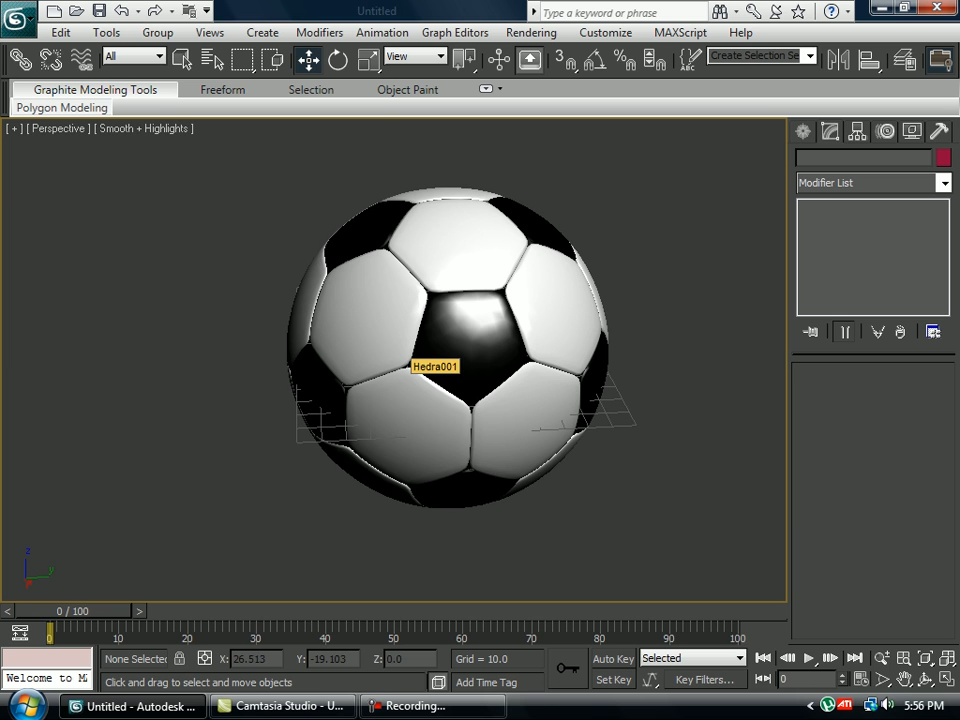 Untitled
Type a keyword or phrase
Edit Tools Group Views Create Modifiers Animation Graph Editors Rendering Customize MAXScript Help
All View Create Selection Se
Graphite Modeling Tools Freeform Selection Object Paint
Polygon Modeling
[ + ] [ Perspective ] [ Smooth + Highlights ]
Modifier List
Hedra001
z
y
< 0 / 100 >
0 10 20 30 40 50 60 70 80 90 100
None Selected X: 26.513 Y: -19.103 Z: 0.0 Grid = 10.0 Auto Key Selected
Welcome to M Click and drag to select and move objects Add Time Tag Set Key Key Filters... 0
Untitled - Autodesk ... Camtasia Studio - U... Recording... < ATI 5:56 PM